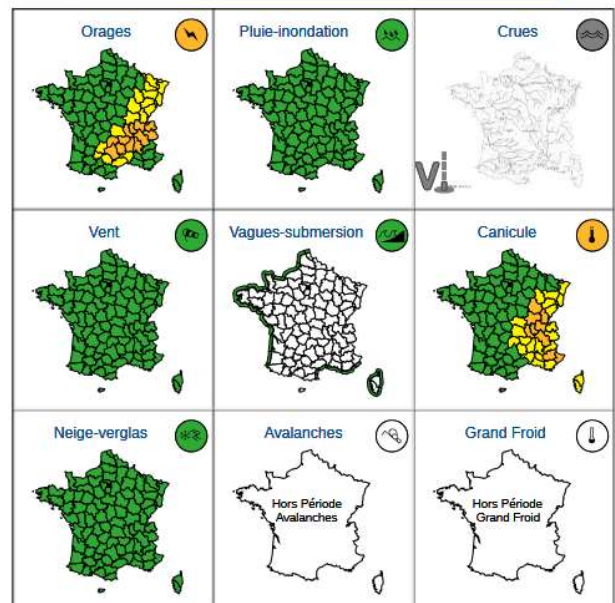 Orages
Pluie-inondation
Crues
Vent
Vagues-submersion
Canicule
Neige-verglas
Avalanches
Hors Période
Avalanches
Grand Froid
Hors Période
Grand Froid